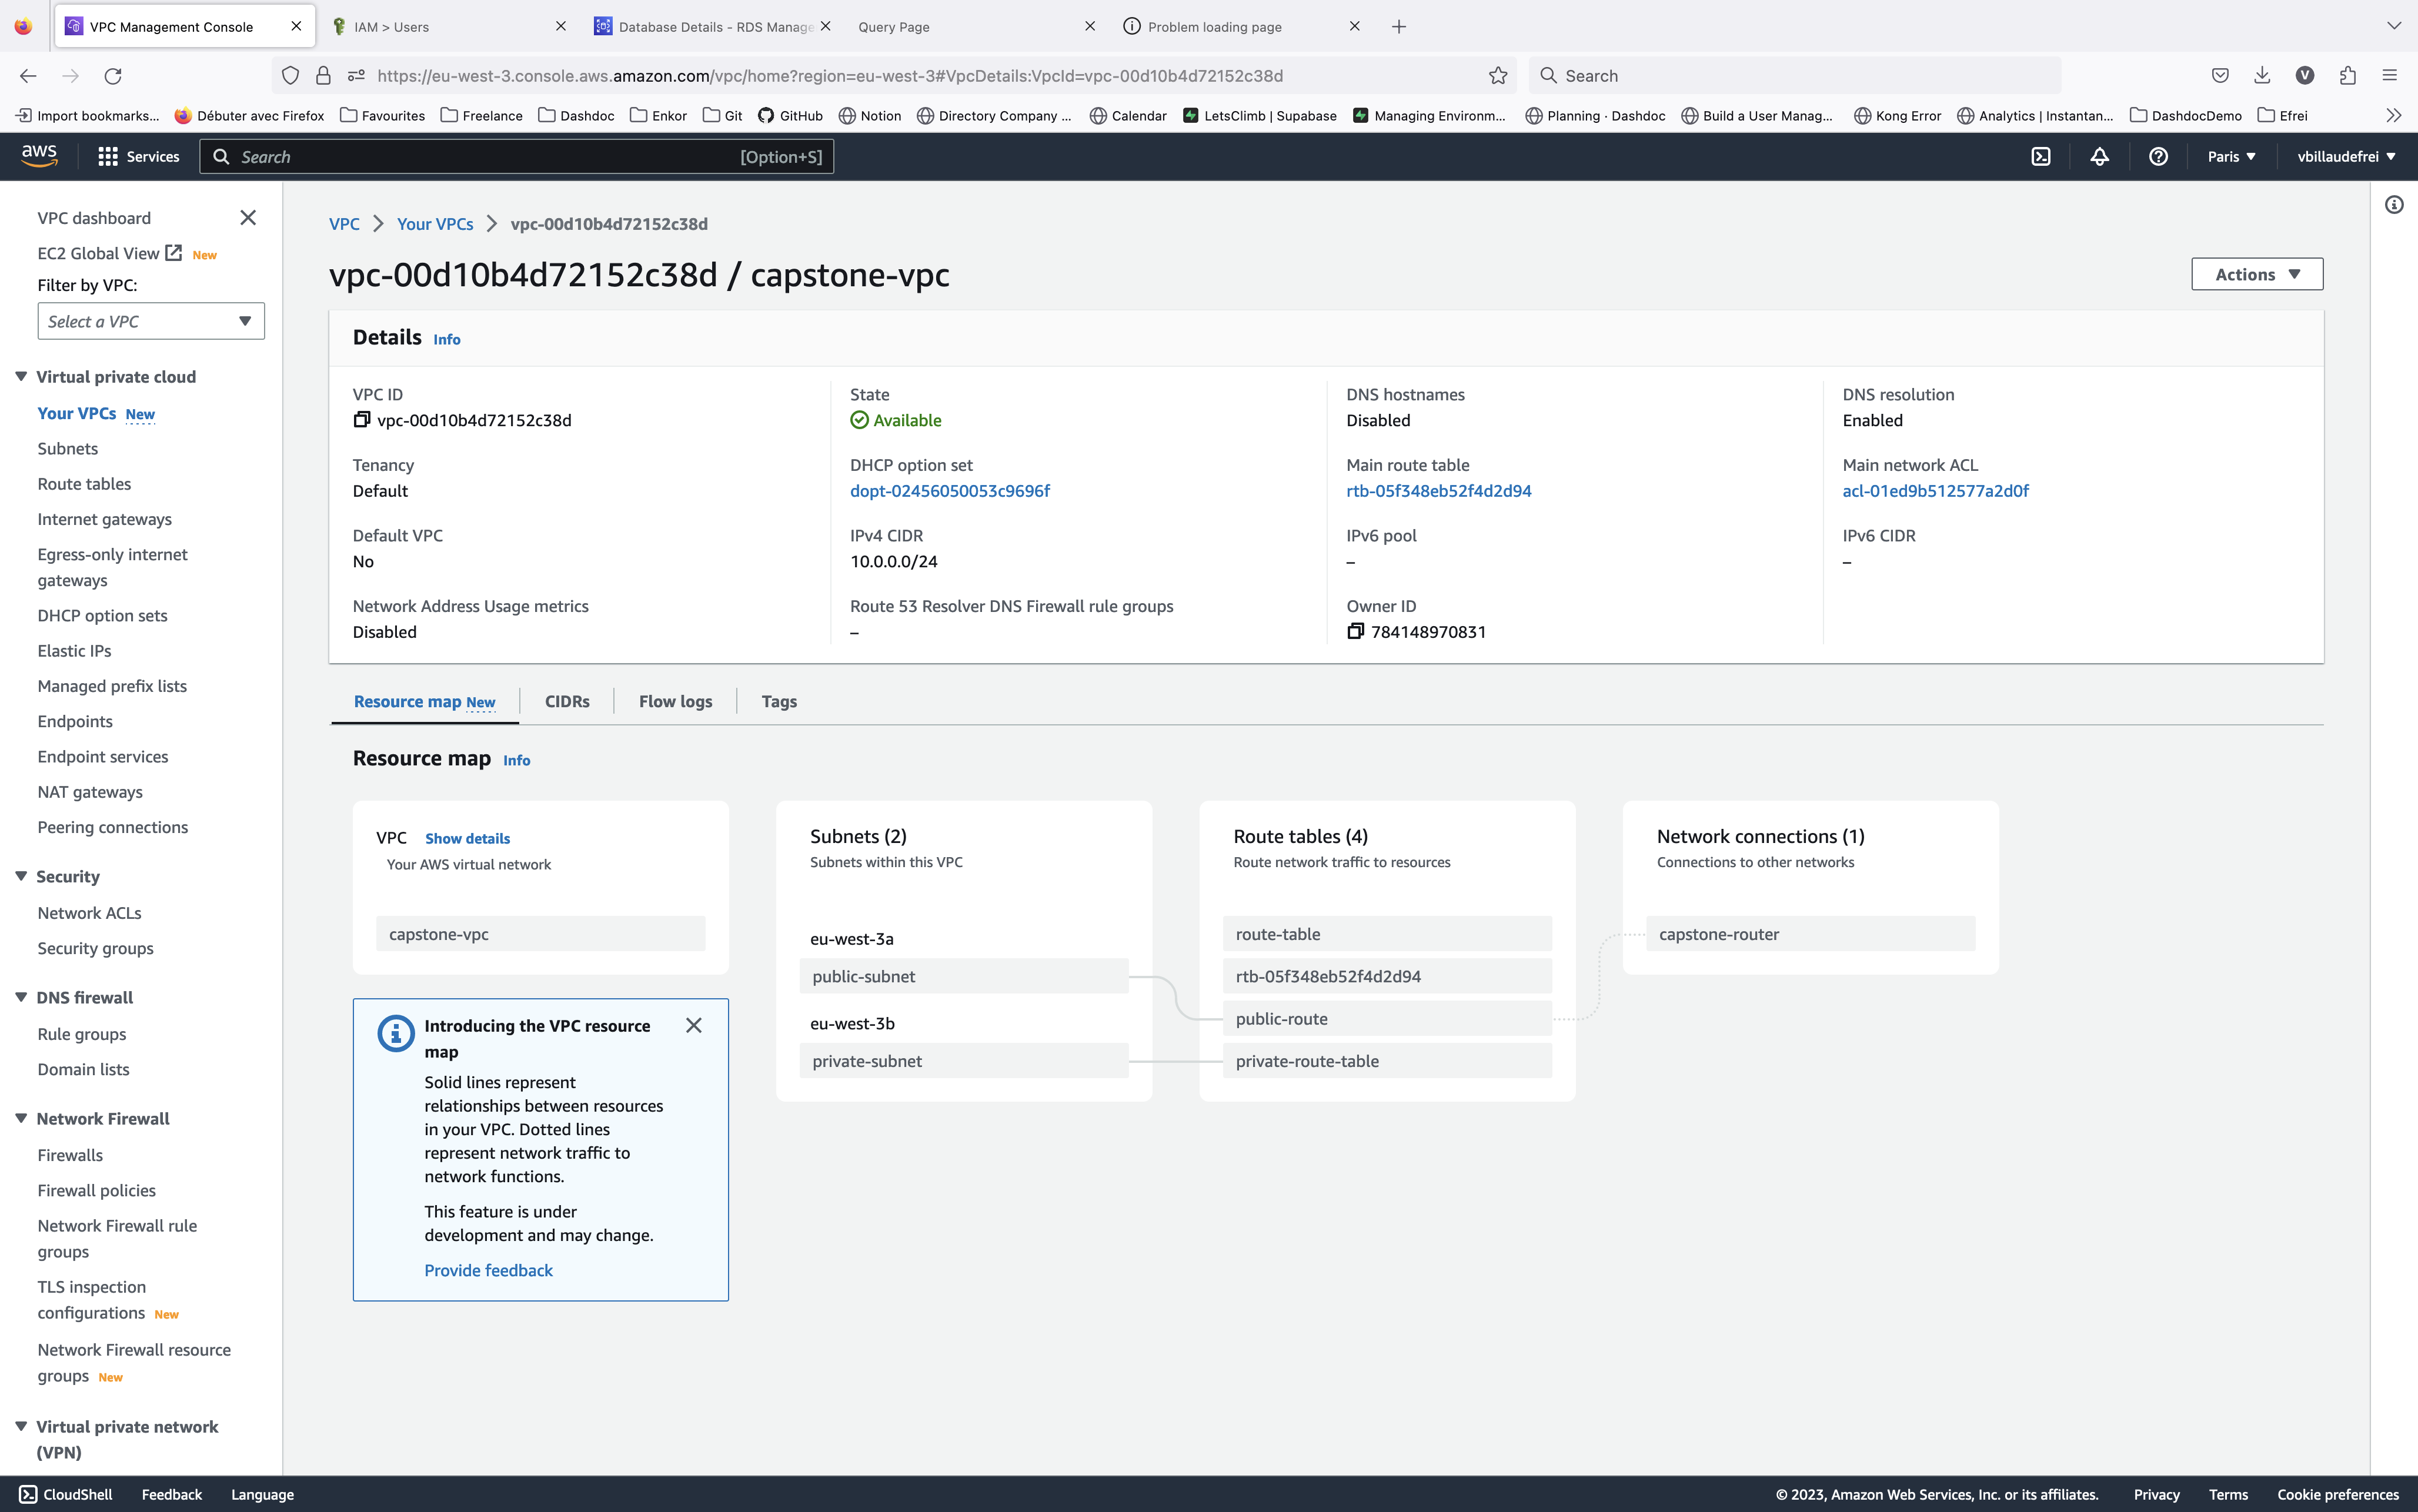 VPC Management Console
IAM > Users
Database Details - RDS Manage
Query Page
Problem loading page
https://eu-west-3.console.aws.amazon.com/vpc/home?region=eu-west-3#VpcDetails:VpcId=vpc-00d10b4d72152c38d
Search
V
Import bookmarks...
Débuter avec Firefox
Favourites
Freelance
Dashdoc
Enkor
Git
GitHub
Notion
Directory Company ...
Calendar
LetsClimb | Supabase
Managing Environm...
Planning · Dashdoc
Build a User Manag...
Kong Error
Analytics | Instantan...
DashdocDemo
Efrei
aws
Services
Search
[Option+S]
Paris
vbillaudefrei
VPC dashboard
EC2 Global View New
Filter by VPC:
Select a VPC
Virtual private cloud
Your VPCs New
Subnets
Route tables
Internet gateways
Egress-only internet
gateways
DHCP option sets
Elastic IPs
Managed prefix lists
Endpoints
Endpoint services
NAT gateways
Peering connections
Security
Network ACLs
Security groups
DNS firewall
Rule groups
Domain lists
Network Firewall
Firewalls
Firewall policies
Network Firewall rule
groups
TLS inspection
configurations New
Network Firewall resource
groups New
Virtual private network
(VPN)
VPC > Your VPCs > vpc-00d10b4d72152c38d
vpc-00d10b4d72152c38d / capstone-vpc
Actions
Details Info
VPC ID
vpc-00d10b4d72152c38d
State
Available
DNS hostnames
Disabled
DNS resolution
Enabled
Tenancy
Default
DHCP option set
dopt-02456050053c9696f
Main route table
rtb-05f348eb52f4d2d94
Main network ACL
acl-01ed9b512577a2d0f
Default VPC
No
IPv4 CIDR
10.0.0.0/24
IPv6 pool
–
IPv6 CIDR
–
Network Address Usage metrics
Disabled
Route 53 Resolver DNS Firewall rule groups
–
Owner ID
784148970831
Resource map New
CIDRs
Flow logs
Tags
Resource map Info
VPC Show details
Your AWS virtual network
capstone-vpc
Introducing the VPC resource
map
Solid lines represent
relationships between resources
in your VPC. Dotted lines
represent network traffic to
network functions.
This feature is under
development and may change.
Provide feedback
Subnets (2)
Subnets within this VPC
eu-west-3a
public-subnet
eu-west-3b
private-subnet
Route tables (4)
Route network traffic to resources
route-table
rtb-05f348eb52f4d2d94
public-route
private-route-table
Network connections (1)
Connections to other networks
capstone-router
CloudShell
Feedback
Language
© 2023, Amazon Web Services, Inc. or its affiliates.
Privacy
Terms
Cookie preferences